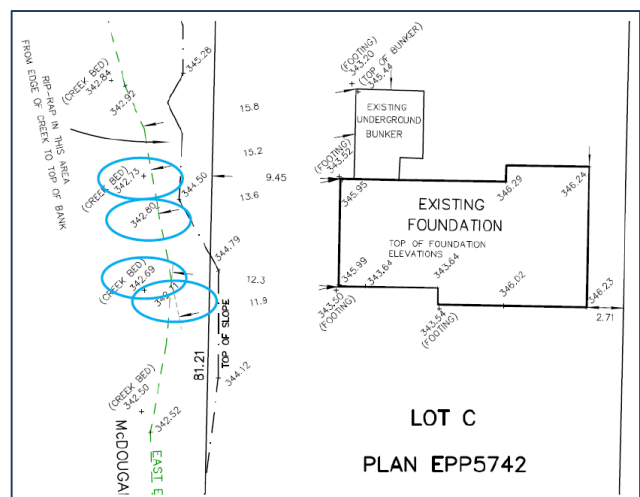 RIP-RAP IN THIS AREA
FROM EDGE OF CREEK TO TOP OF BANK
(CREEK BED)
342.84
342.92
345.28
(CREEK BED)
342.73
342.80
344.50
(CREEK BED)
342.69
342.71
344.79
(CREEK BED)
342.50
342.52
344.12
15.8
15.2
9.45
13.6
12.3
11.9
81.21
TOP OF SLOPE
McDOUGA
EAST E
(FOOTING)
343.20
(TOP OF BUNKER)
345.44
EXISTING
UNDERGROUND
BUNKER
(FOOTING)
343.52
345.95
346.29
346.24
EXISTING
FOUNDATION
TOP OF FOUNDATION
ELEVATIONS
345.99
343.64
343.64
343.50
(FOOTING)
343.54
(FOOTING)
346.02
346.23
2.71
LOT C
PLAN EPP5742